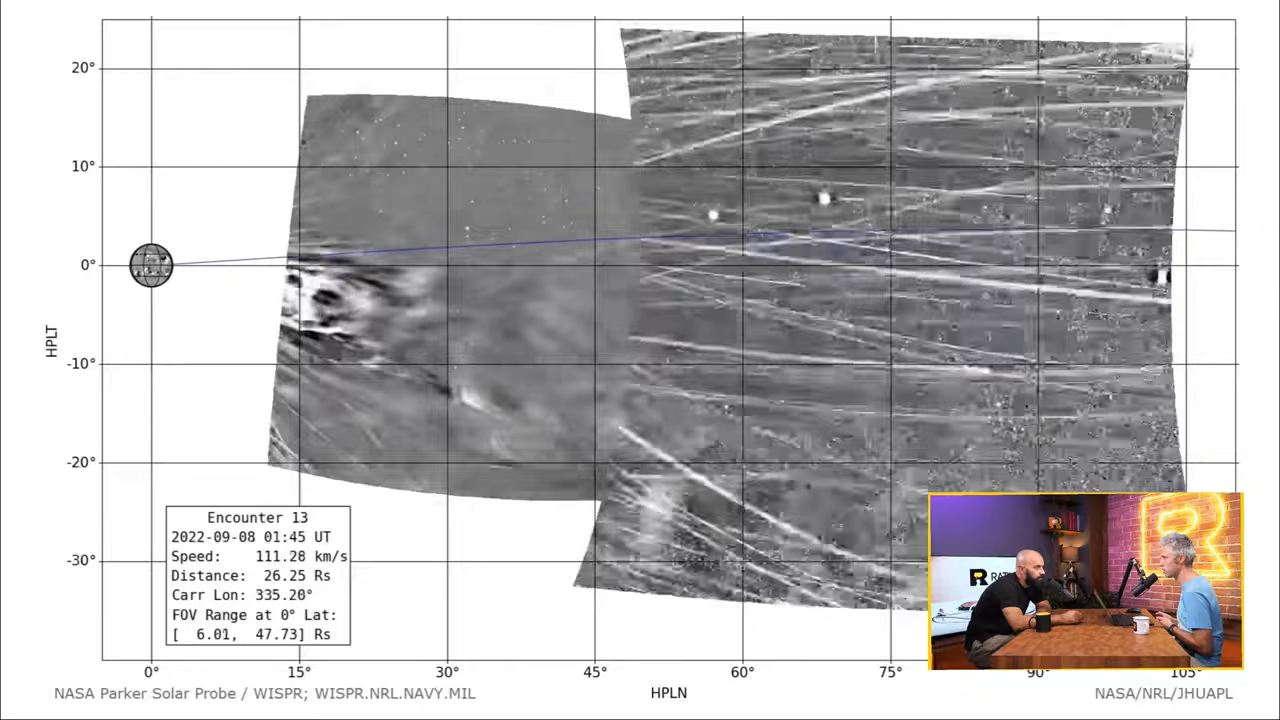 20°
10°
0°
-10°
-20°
-30°
HPLT
Encounter 13
2022-09-08 01:45 UT
Speed: 111.28 km/s
Distance: 26.25 Rs
Carr Lon: 335.20°
FOV Range at 0° Lat:
[ 6.01, 47.73] Rs
R RAT
R
0° 15° 30° 45° 60° 75° 90° 105°
NASA Parker Solar Probe / WISPR; WISPR.NRL.NAVY.MIL
HPLN
NASA/NRL/JHUAPL